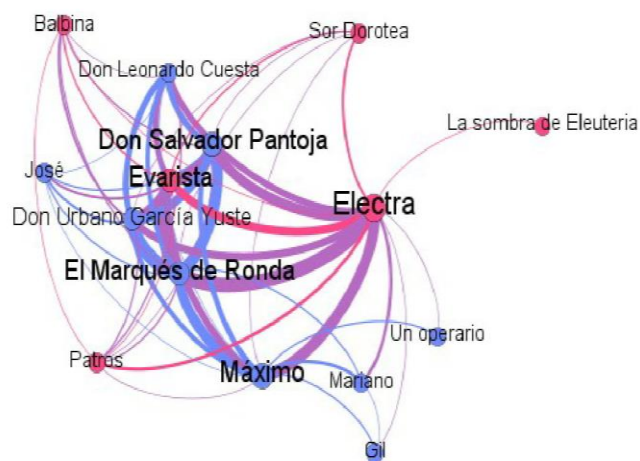 Balbina
Sor Dorotea
Don Leonardo Cuesta
La sombra de Eleuteria
Don Salvador Pantoja
José
Evarista
Electra
Don Urbano García Yuste
El Marqués de Ronda
Un operario
Patros
Máximo
Mariano
Gil